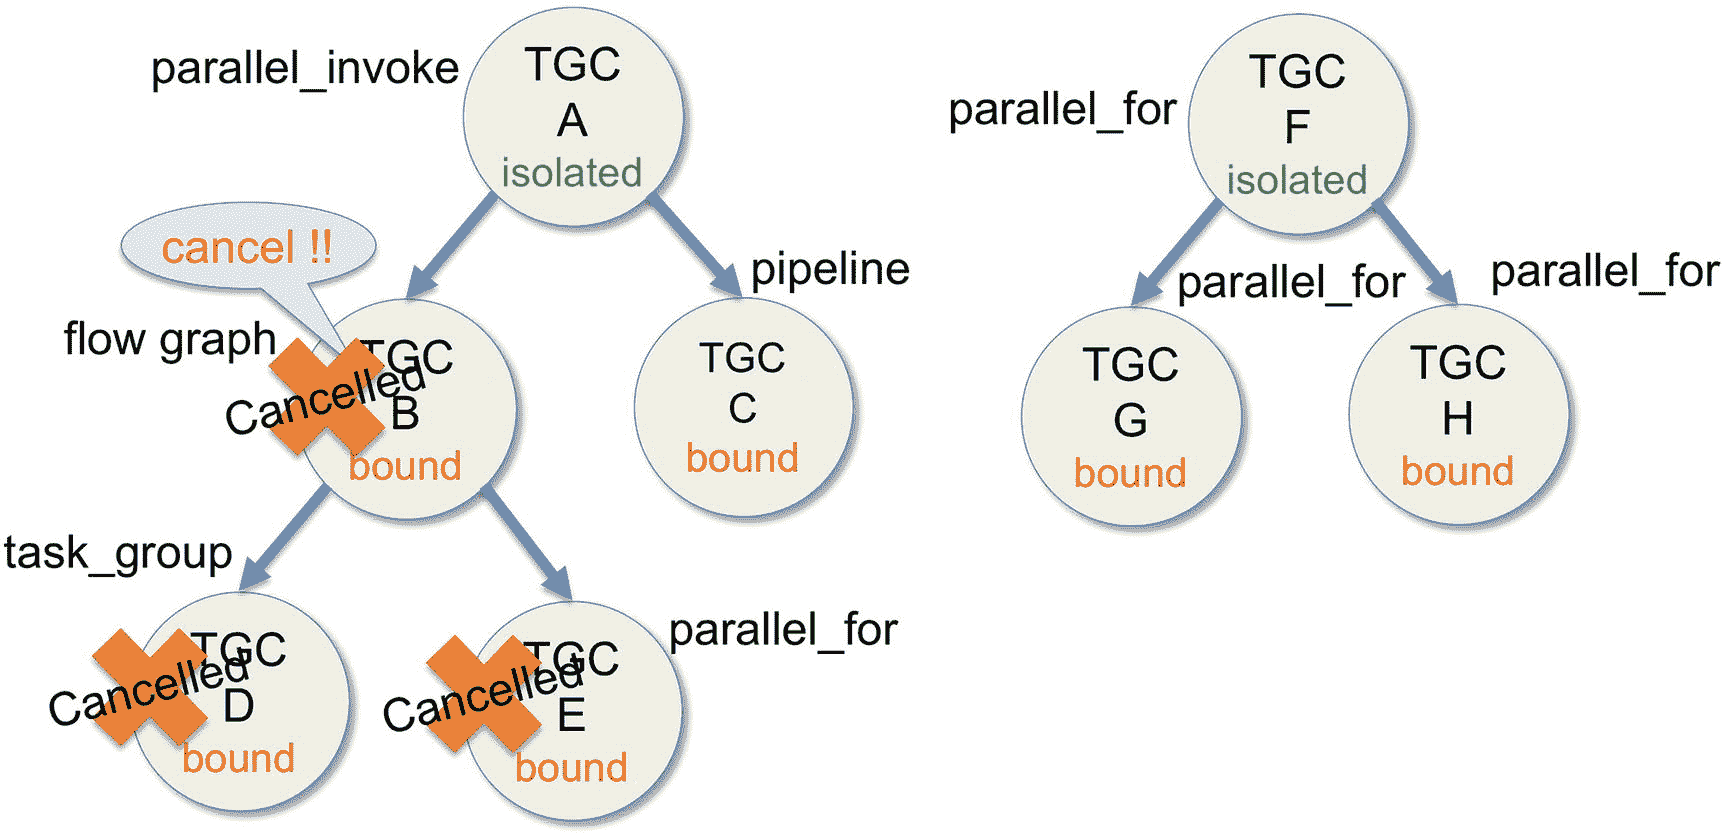 parallel_invoke
TGC
A
isolated
parallel_for
TGC
F
isolated
cancel !!
flow graph
TGC
B
bound
Cancelled
pipeline
TGC
C
bound
parallel_for
TGC
G
bound
parallel_for
TGC
H
bound
task_group
TGC
D
bound
Cancelled
parallel_for
TGC
E
bound
Cancelled